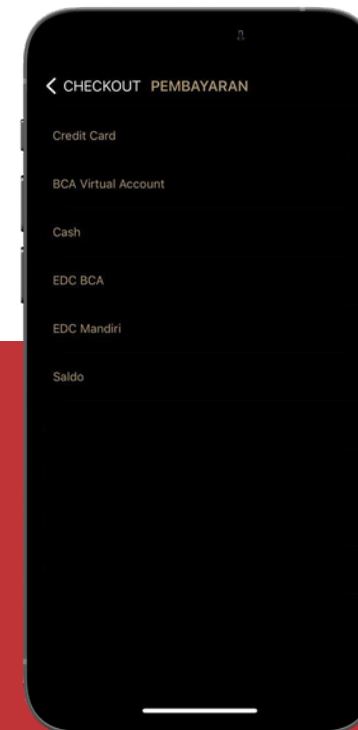 CHECKOUT PEMBAYARAN
Credit Card
BCA Virtual Account
Cash
EDC BCA
EDC Mandiri
Saldo